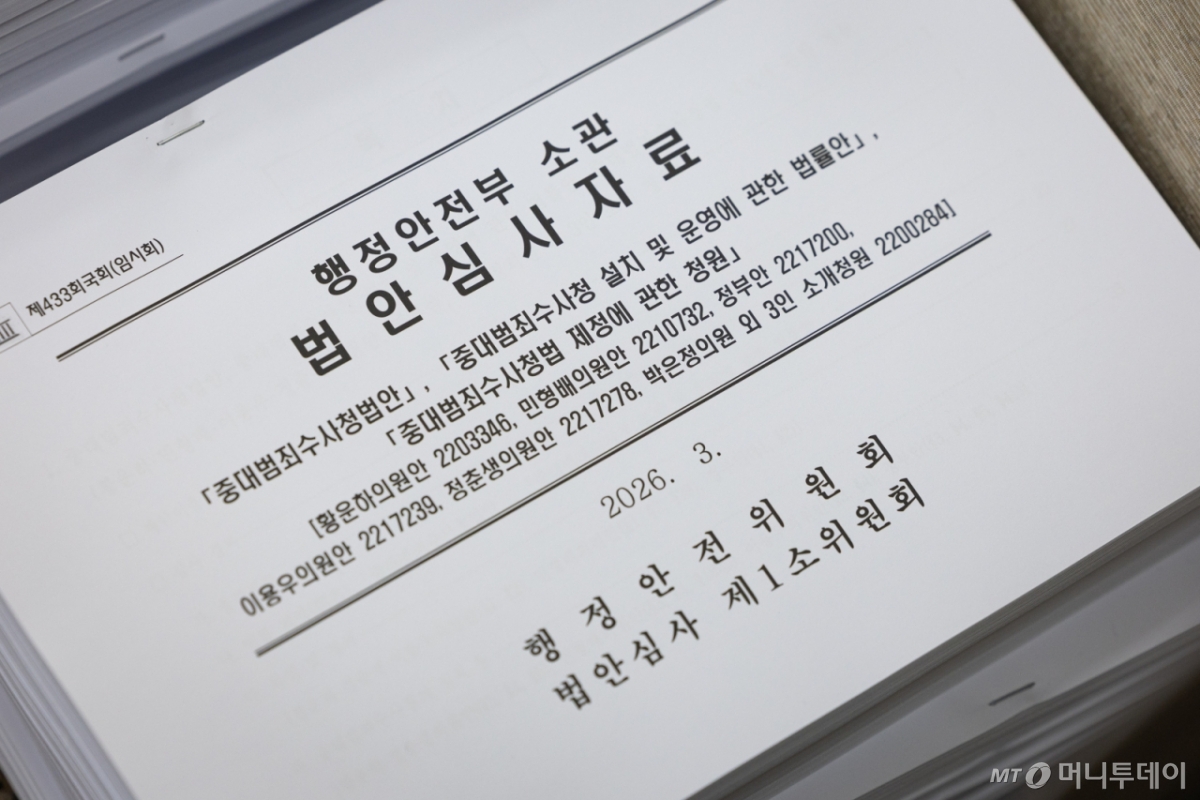 제433회국회(임시회)
행정안전부 소관
법안심사자료
「중대범죄수사청법안」, 「중대범죄수사청 설치 및 운영에 관한 법률안」,
「중대범죄수사청법 제정에 관한 청원」
[황운하의원안 2203346, 민형배의원안 2210732, 정부안 2217200,
이용우의원안 2217239, 정춘생의원안 2217278, 박은정의원 외 3인 소개청원 2200284]
2026. 3.
행정안전위원회
법안심사 제1소위원회
MT 머니투데이